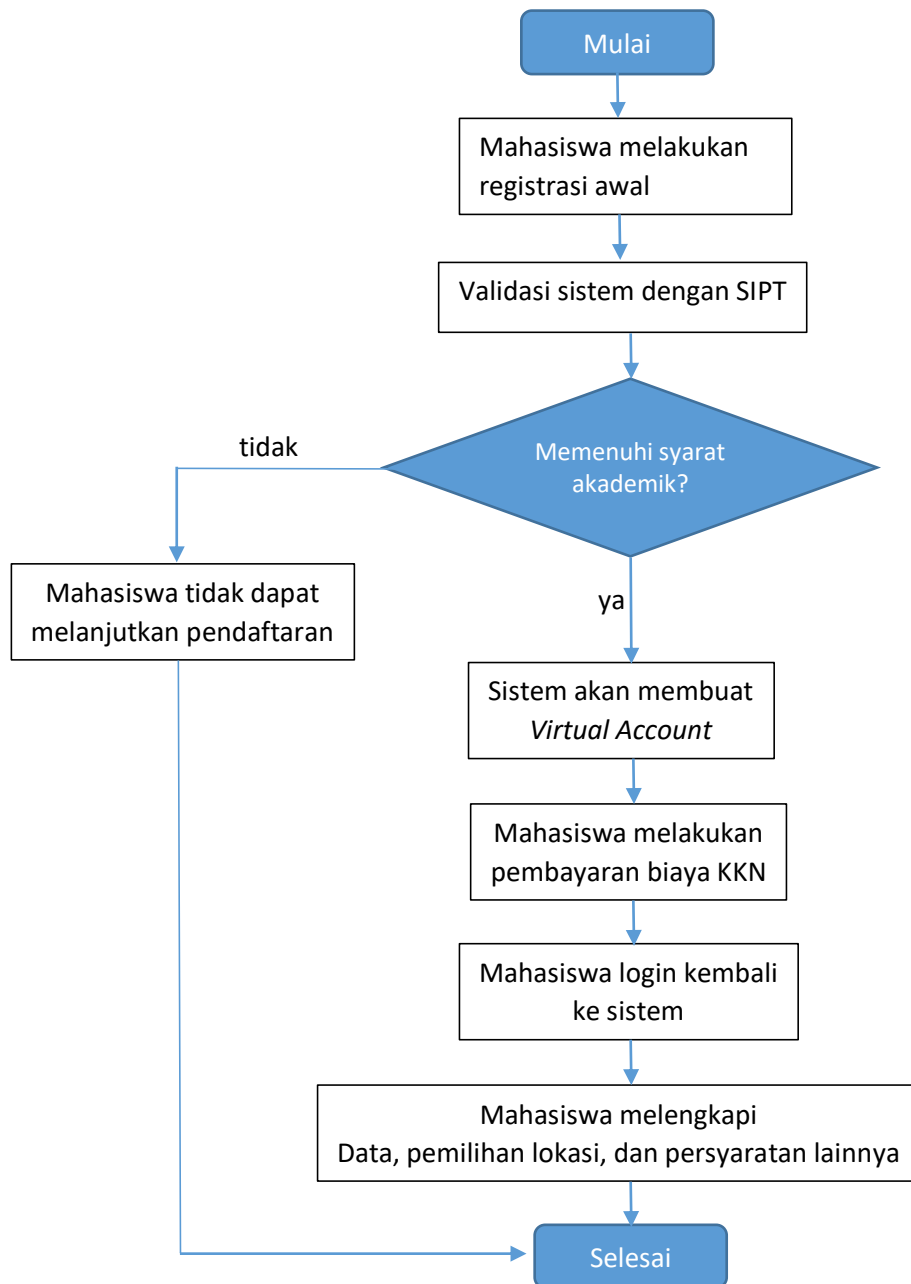 Mulai
Mahasiswa melakukan
registrasi awal
Validasi sistem dengan SIPT
Memenuhi syarat
akademik?
tidak
Mahasiswa tidak dapat
melanjutkan pendaftaran
ya
Sistem akan membuat
Virtual Account
Mahasiswa melakukan
pembayaran biaya KKN
Mahasiswa login kembali
ke sistem
Mahasiswa melengkapi
Data, pemilihan lokasi, dan persyaratan lainnya
Selesai